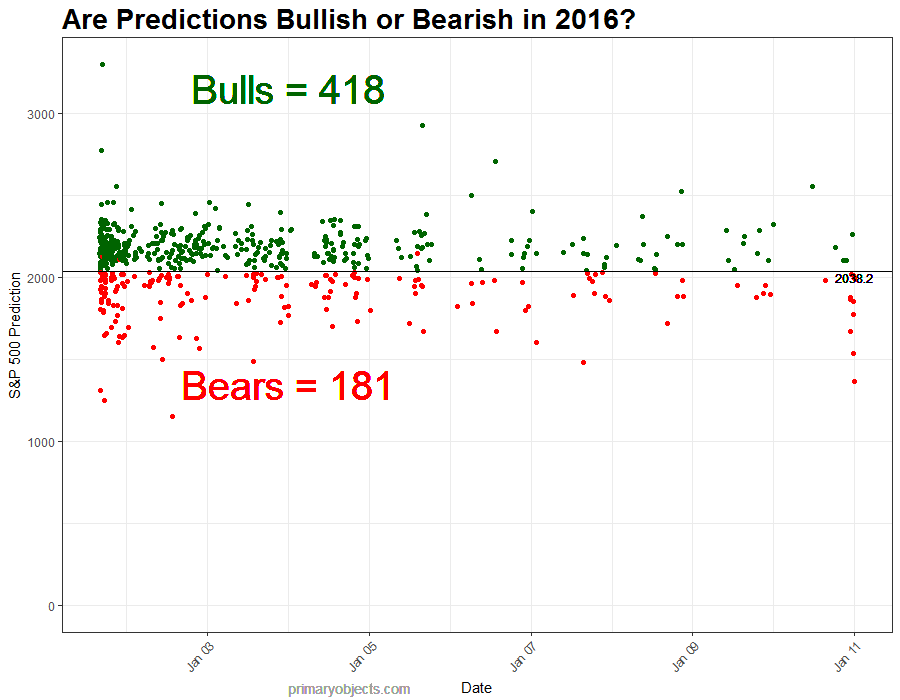 Are Predictions Bullish or Bearish in 2016?
Bulls = 418
3000
2000
2038.2
S&P 500 Prediction
Bears = 181
1000
0
Jan 03
Jan 05
Jan 07
Jan 09
Jan 11
Date
primaryobjects.com